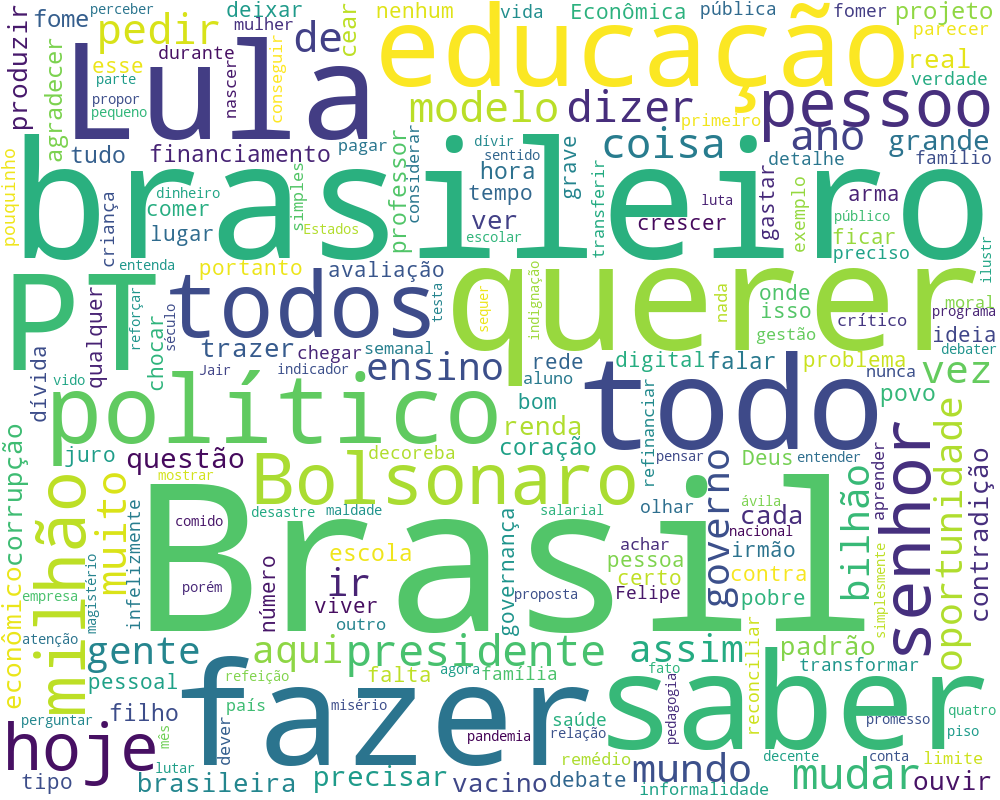 fome perceber deixar nenhum vida Econômica pública fomer projeto
produzir pedir mulher de cear educação parecer
Lula durante real
esse nascere conseguir modelo dizer pessoo verdade
parte
propor
pequeno
agradecer primeiro ano grande
tudo financiamento pagar considerar dívir coisa detalhe famílio
sentido
brasileiro
pouquinho criança dinheiro simples professor hora grave tempo transferir gastar exemplo arma
comer luta
lugar Estados ver escolar crescer público ficar
entenda preciso
PT portanto avaliação querer ilustr
todos testa sequer indignação nada onde moral
reforçar século isso crítico programa
dívida qualquer chocar trazer chegar semanal gestão ideia
Jair indicador ensino rede digital falar problema debater
vido aluno todo nunca vez
político bom povo
renda
corrupção juro questão decoreba coração refinanciar pensar Deus entender senhor oportunidade contradição
mostrar Bolsonaro governo aprender
milhão muito desastre maldade salarial olhar ávila cada bilhão
econômico empresa magistério infelizmente comido Brasil governança achar nacional simplesmente
escola pessoa irmão
atenção porém número ir proposta certo contra
viver Felipe pobre
outro
gente aqui presidente assim reconciliar padrão
pessoal refeição falta agora família fato transformar
fazer saber
hoje perguntar filho país misério saúde pedagogia promesso quatro
mês dever pandemia relação piso
lutar remédio mundo decente conta limite
tipo brasileira precisar vacino debate informalidade mudar ouvir